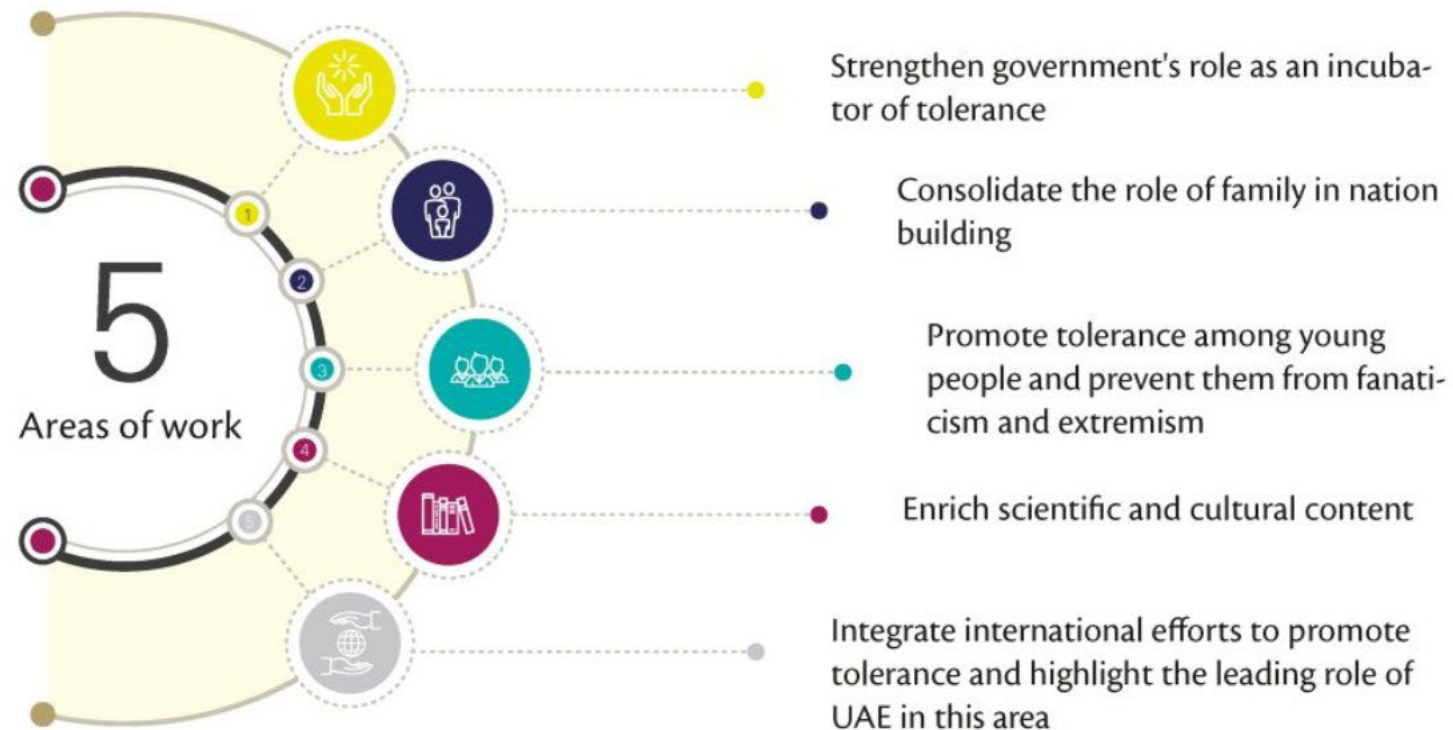 Strengthen government's role as an incuba-
tor of tolerance
1
Consolidate the role of family in nation
building
2
5
Areas of work
3
Promote tolerance among young
people and prevent them from fanati-
cism and extremism
4
Enrich scientific and cultural content
5
Integrate international efforts to promote
tolerance and highlight the leading role of
UAE in this area